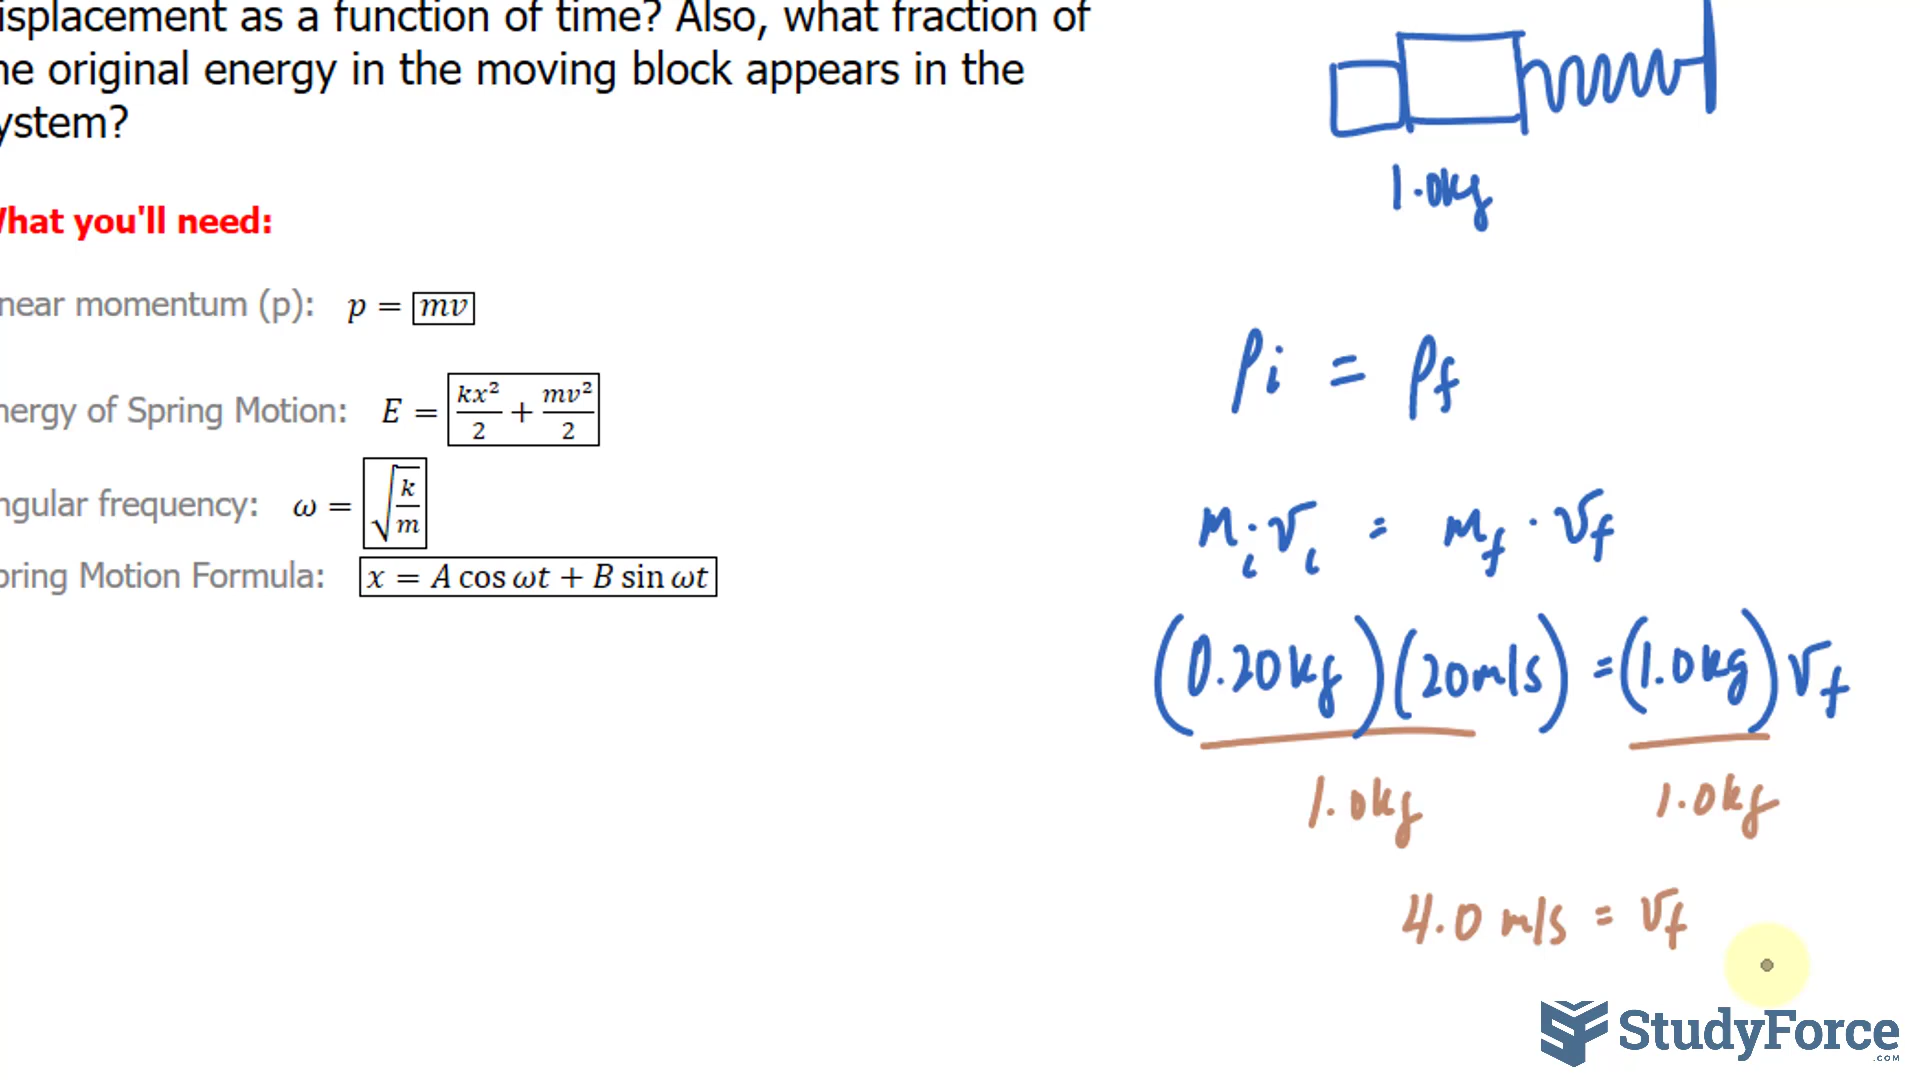 isplacement as a function of time? Also, what fraction of
he original energy in the moving block appears in the
ystem?
What you'll need:
near momentum (p): p = mv
nergy of Spring Motion: E = kx²/2 + mv²/2
ngular frequency: ω = √(k/m)
pring Motion Formula: x = A cos ωt + B sin ωt
1.0kg
Pi = Pf
mi · vi = mf · vf
(0.20kg)(20m/s) = (1.0kg) vf
1.0kg 1.0kg
4.0 m/s = vf
StudyForce
.COM